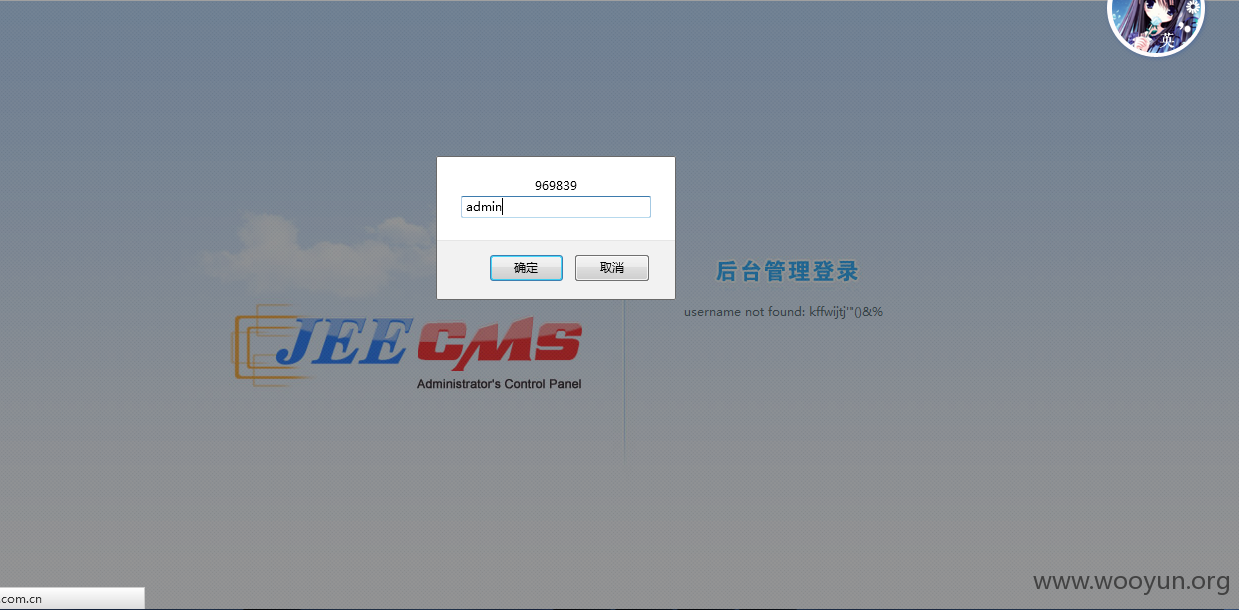 英
969839
admin
确定
取消
后台管理登录
username not found: kffwijtj'"()&%
JEECMS
Administrator's Control Panel
www.wooyun.org
.com.cn